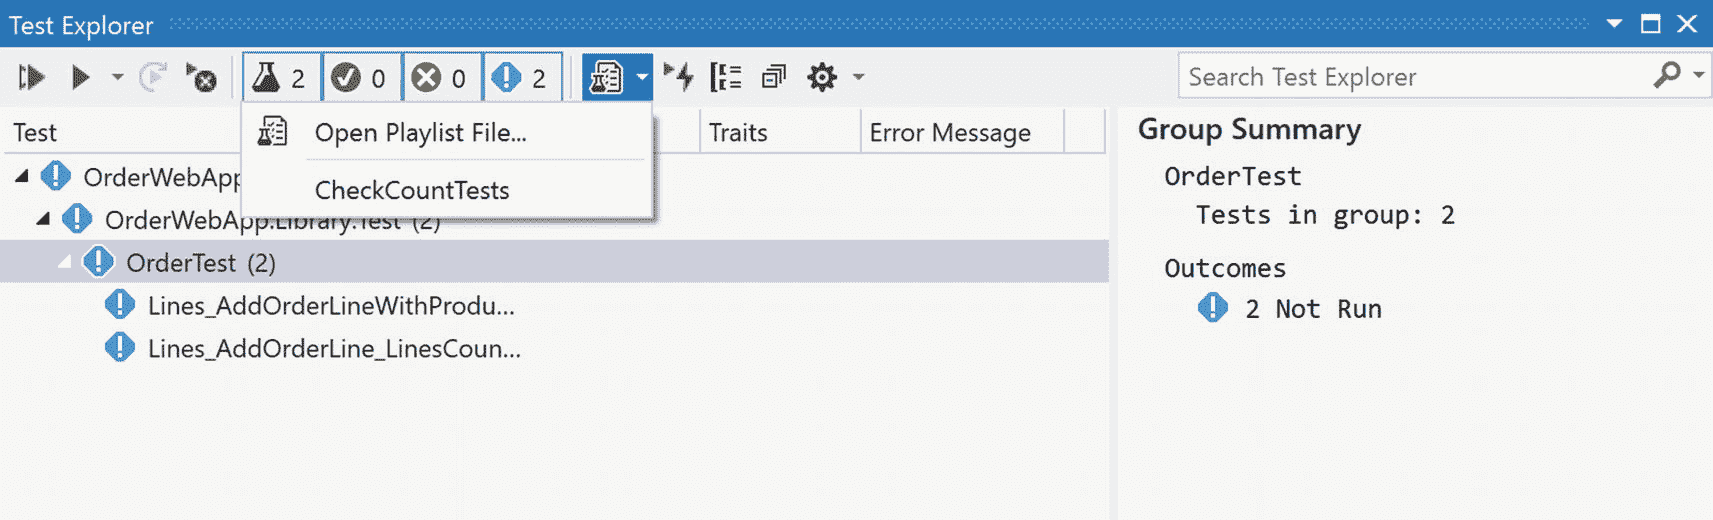 Test Explorer
2 0 0 2
Search Test Explorer
Open Playlist File...
CheckCountTests
Test Traits Error Message
OrderWebApp
OrderWebApp.Library.Test (2)
OrderTest (2)
Lines_AddOrderLineWithProdu...
Lines_AddOrderLine_LinesCoun...
Group Summary
OrderTest
Tests in group: 2
Outcomes
2 Not Run